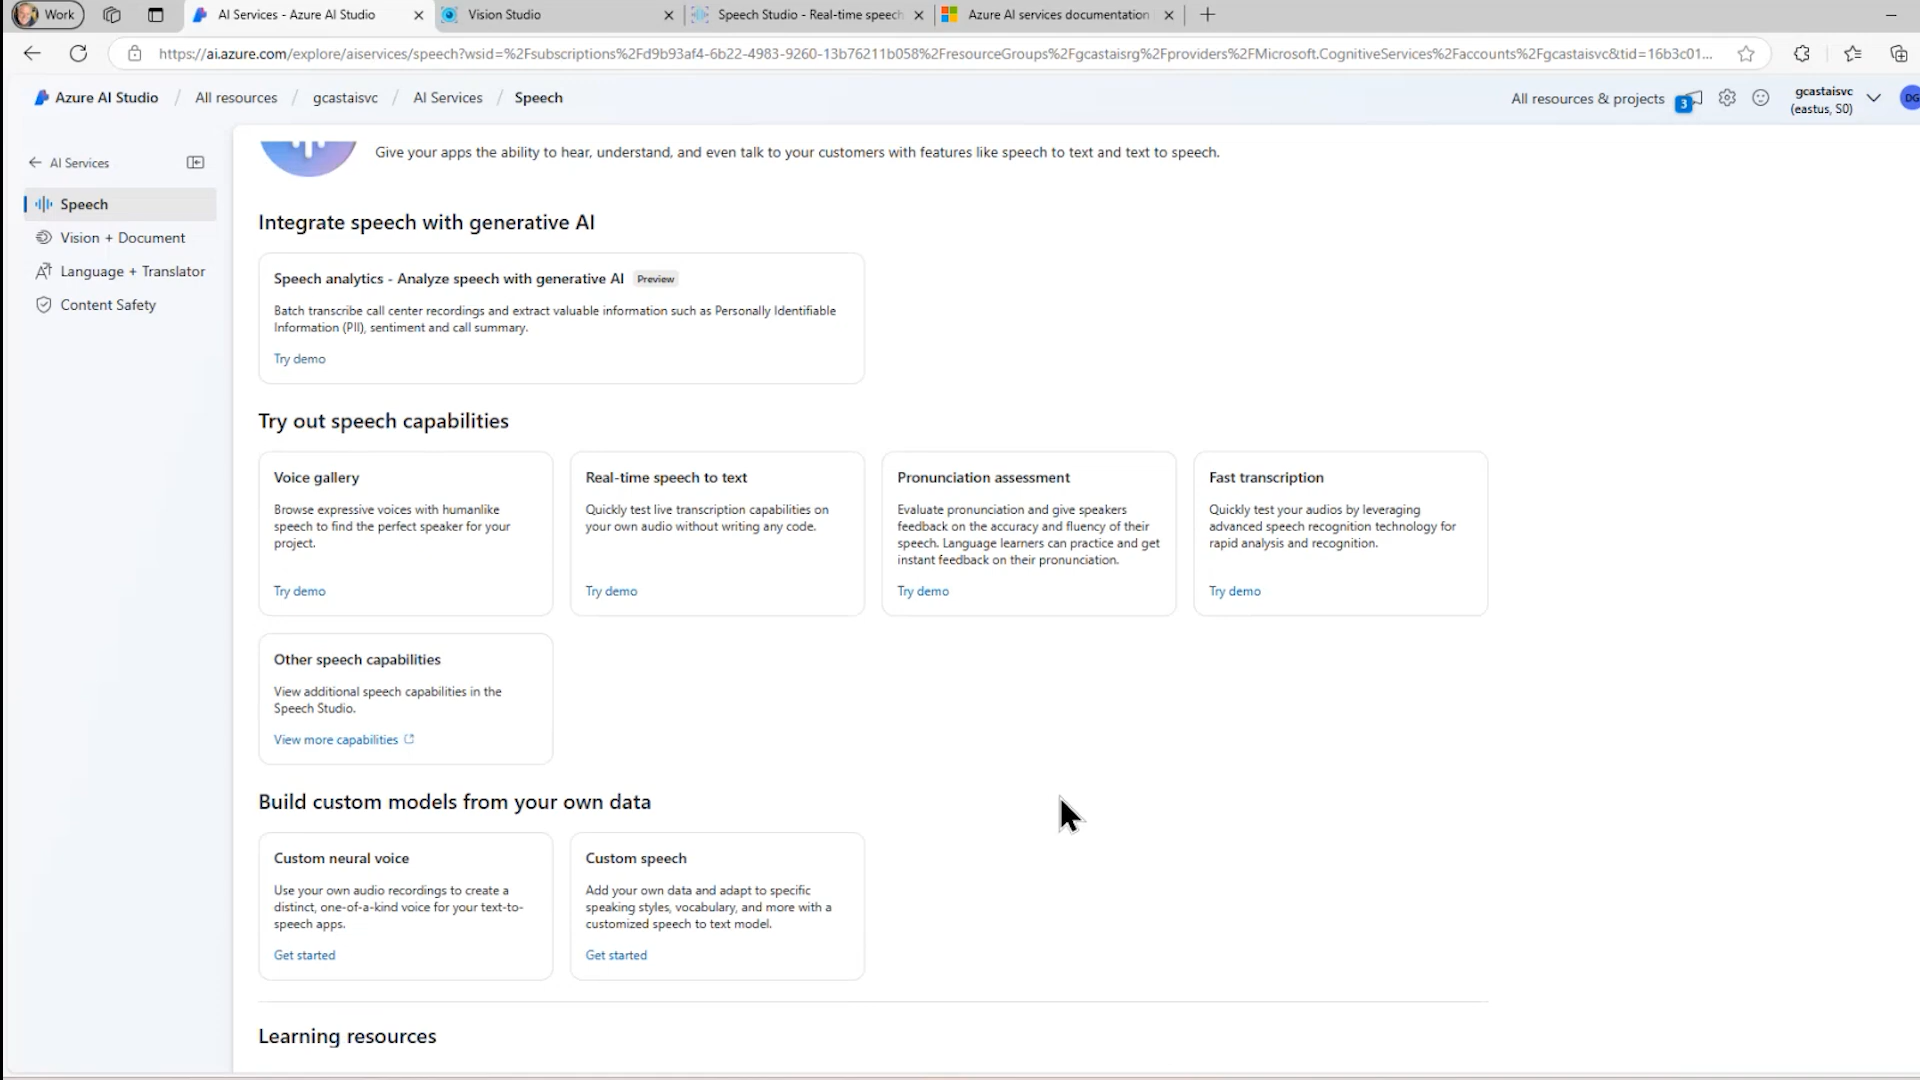 Work
AI Services - Azure AI Studio
Vision Studio
Speech Studio - Real-time speech
Azure AI services documentation
https://ai.azure.com/explore/aiservices/speech?wsid=%2Fsubscriptions%2Fd9b93af4-6b22-4983-9260-13b76211b058%2FresourceGroups%2Fgcastaisrg%2Fproviders%2FMicrosoft.CognitiveServices%2Faccounts%2Fgcastaisvc&tid=16b3c01...
Azure AI Studio / All resources / gcastaisvc / AI Services / Speech
All resources & projects
3
gcastaisvc
(eastus, S0)
DG
AI Services
Speech
Vision + Document
Language + Translator
Content Safety
Give your apps the ability to hear, understand, and even talk to your customers with features like speech to text and text to speech.
Integrate speech with generative AI
Speech analytics - Analyze speech with generative AI Preview
Batch transcribe call center recordings and extract valuable information such as Personally Identifiable
Information (PII), sentiment and call summary.
Try demo
Try out speech capabilities
Voice gallery
Browse expressive voices with humanlike
speech to find the perfect speaker for your
project.
Try demo
Real-time speech to text
Quickly test live transcription capabilities on
your own audio without writing any code.
Try demo
Pronunciation assessment
Evaluate pronunciation and give speakers
feedback on the accuracy and fluency of their
speech. Language learners can practice and get
instant feedback on their pronunciation.
Try demo
Fast transcription
Quickly test your audios by leveraging
advanced speech recognition technology for
rapid analysis and recognition.
Try demo
Other speech capabilities
View additional speech capabilities in the
Speech Studio.
View more capabilities
Build custom models from your own data
Custom neural voice
Use your own audio recordings to create a
distinct, one-of-a-kind voice for your text-to-
speech apps.
Get started
Custom speech
Add your own data and adapt to specific
speaking styles, vocabulary, and more with a
customized speech to text model.
Get started
Learning resources